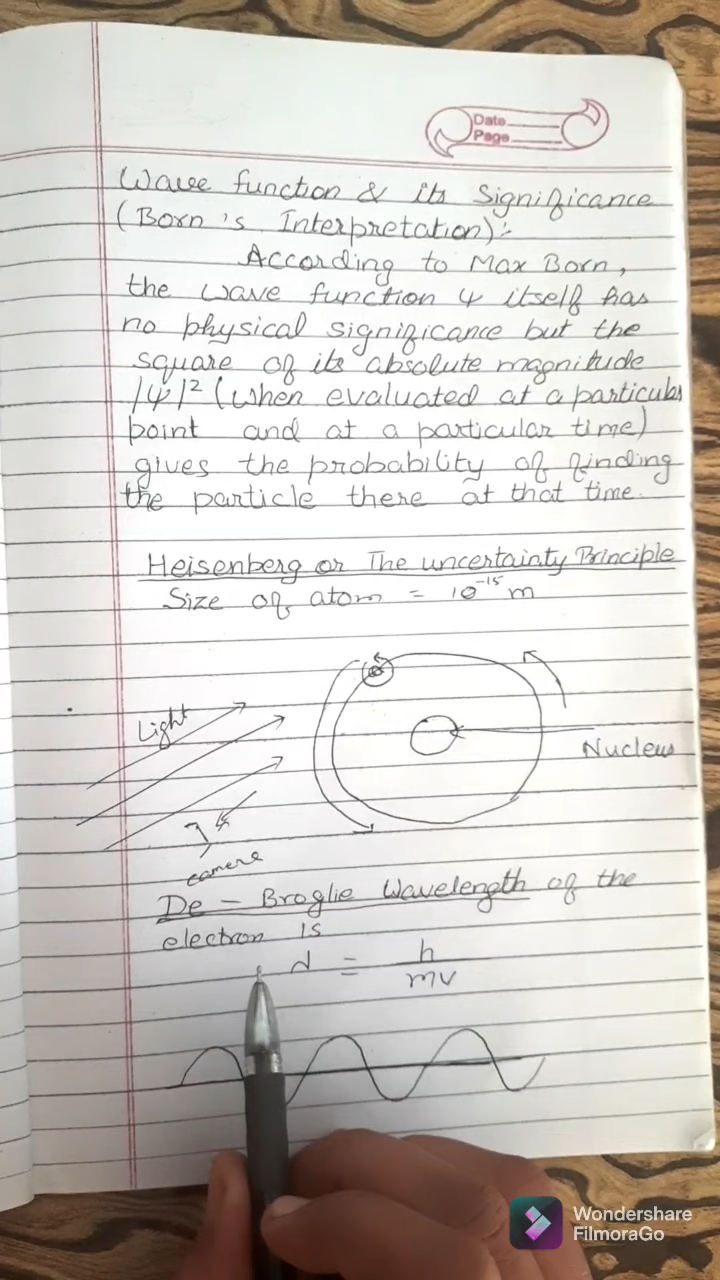 Date
Page
Wave function & its Significance
(Born's Interpretation):-
According to Max Born,
the wave function ψ itself has
no physical significance but the
square of its absolute magnitude
|ψ|² (when evaluated at a particular
point and at a particular time)
gives the probability of finding
the particle there at that time.
Heisenberg or The uncertainty Principle
Size of atom = 10⁻¹⁵ m
Light
Nucleus
camera
De - Broglie Wavelength of the
electron is
λ = h/mv
Wondershare
FilmoraGo